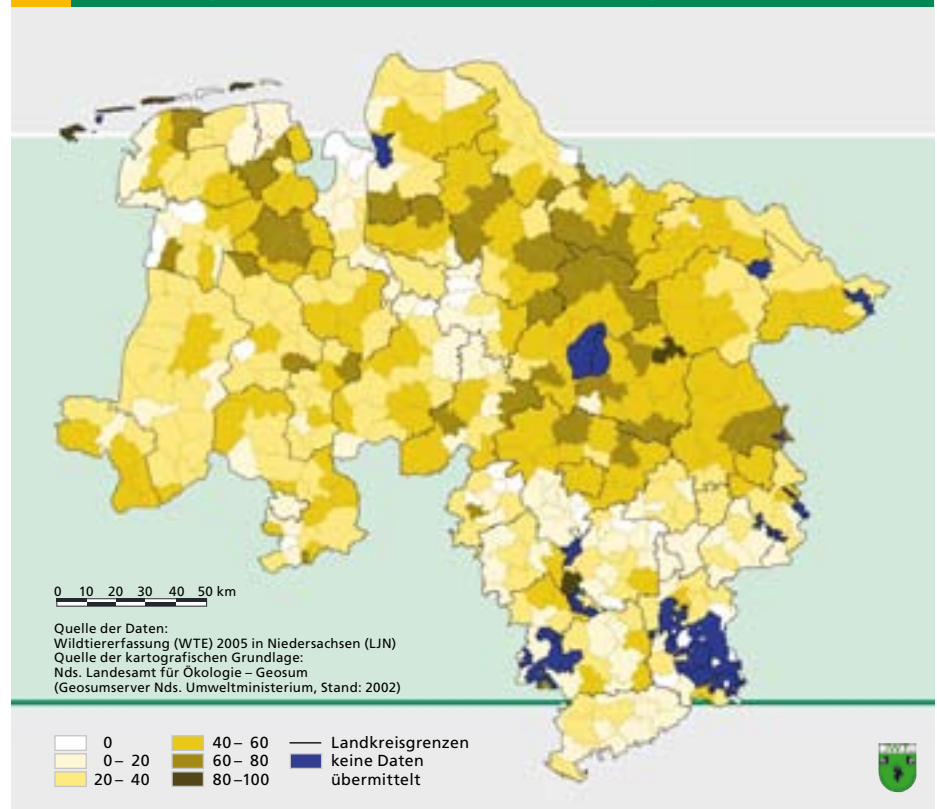 0 10 20 30 40 50 km
Quelle der Daten:
Wildtiererfassung (WTE) 2005 in Niedersachsen (LJN)
Quelle der kartografischen Grundlage:
Nds. Landesamt für Ökologie – Geosum
(Geosumserver Nds. Umweltministerium, Stand: 2002)
0
0– 20
20– 40
40– 60
60– 80
80–100
Landkreisgrenzen
keine Daten
übermittelt